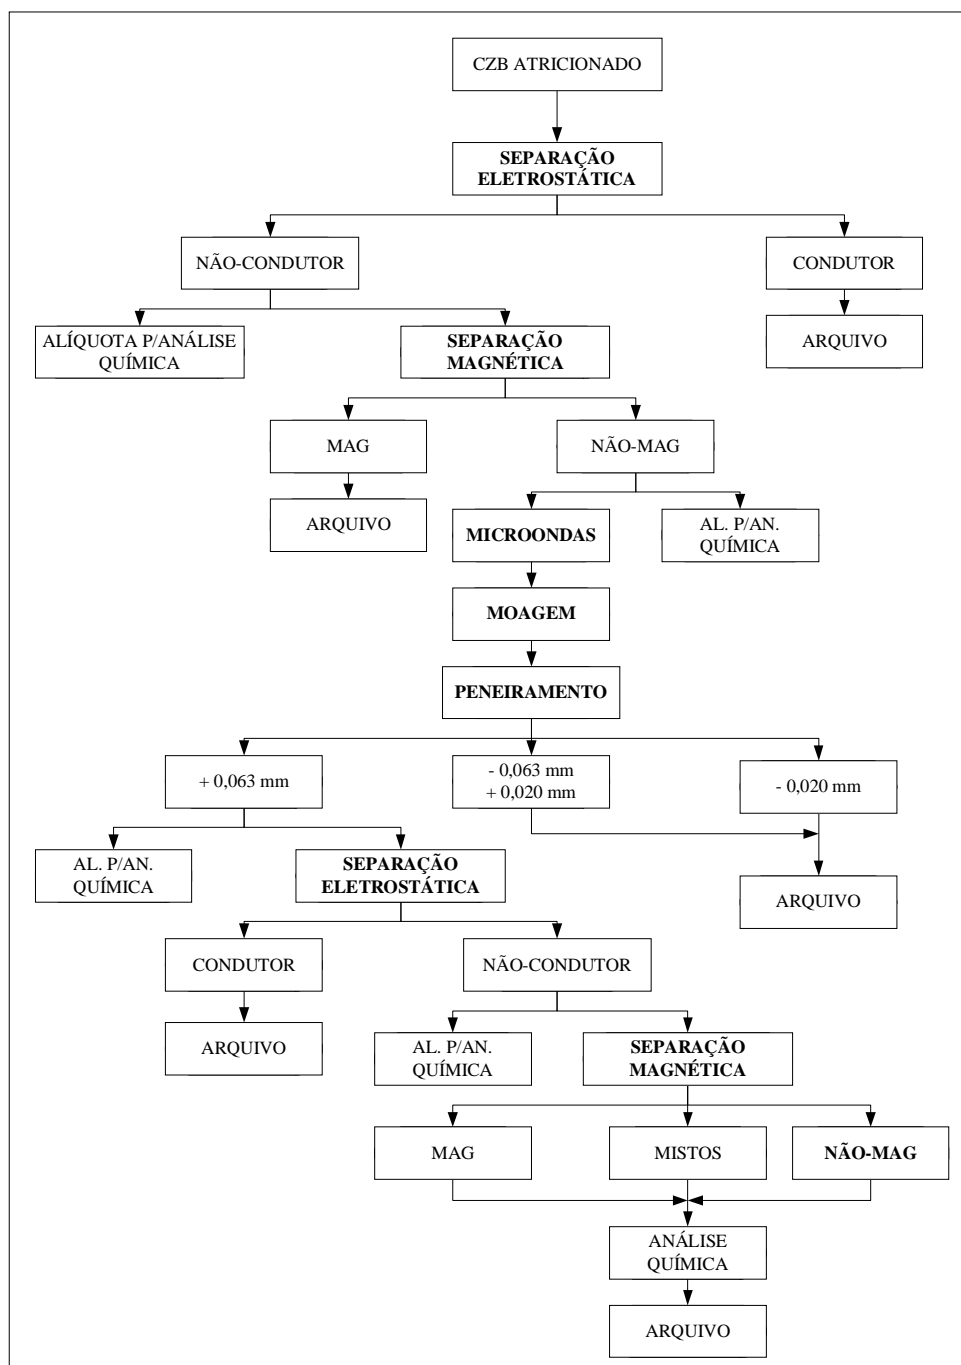 CZB ATRICIONADO
SEPARAÇÃO
ELETROSTÁTICA
NÃO-CONDUTOR
CONDUTOR
ALÍQUOTA P/ANÁLISE
QUÍMICA
SEPARAÇÃO
MAGNÉTICA
ARQUIVO
MAG
NÃO-MAG
ARQUIVO
MICROONDAS
AL. P/AN.
QUÍMICA
MOAGEM
PENEIRAMENTO
+ 0,063 mm
- 0,063 mm
+ 0,020 mm
- 0,020 mm
AL. P/AN.
QUÍMICA
SEPARAÇÃO
ELETROSTÁTICA
ARQUIVO
CONDUTOR
NÃO-CONDUTOR
ARQUIVO
AL. P/AN.
QUÍMICA
SEPARAÇÃO
MAGNÉTICA
MAG
MISTOS
NÃO-MAG
ANÁLISE
QUÍMICA
ARQUIVO